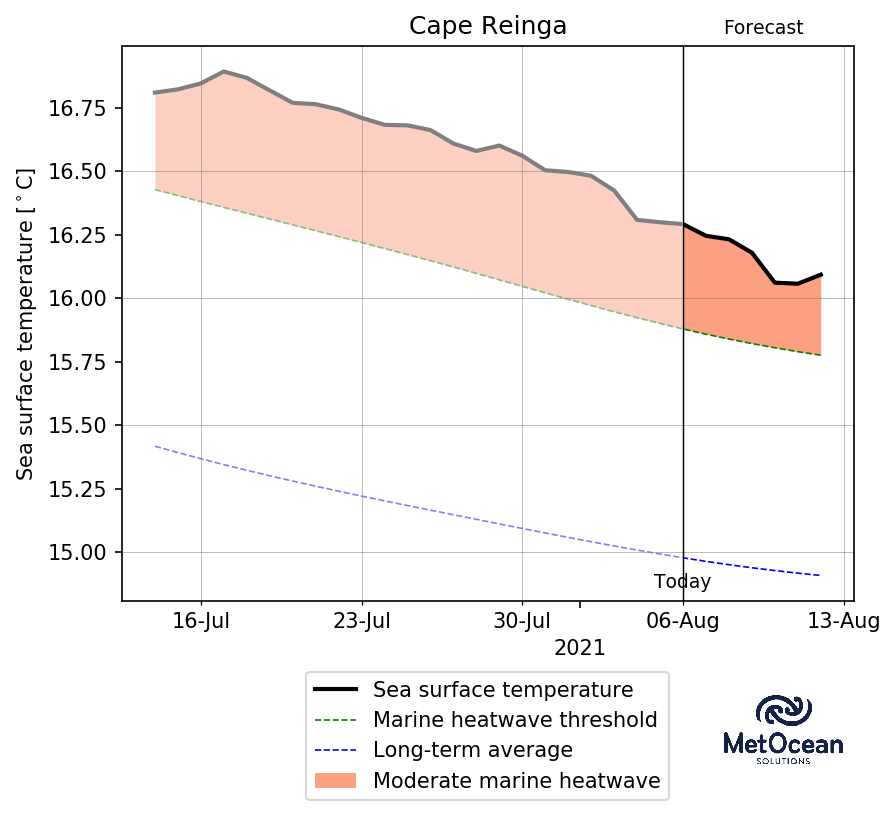 Cape Reinga
Forecast
Sea surface temperature [°C]
16.75
16.50
16.25
16.00
15.75
15.50
15.25
15.00
Today
16-Jul
23-Jul
30-Jul
06-Aug
13-Aug
2021
Sea surface temperature
Marine heatwave threshold
Long-term average
Moderate marine heatwave
MetOcean
SOLUTIONS